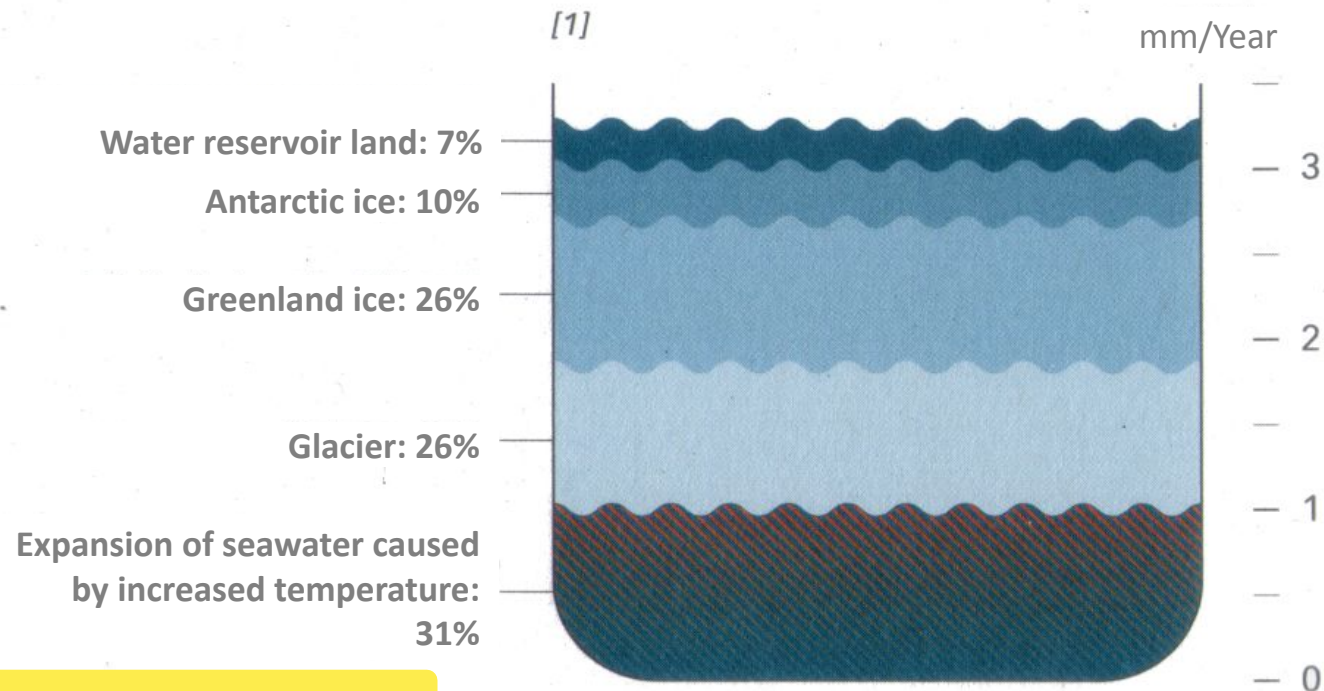 [1]
mm/Year
Water reservoir land: 7%
3
Antarctic ice: 10%
Greenland ice: 26%
2
Glacier: 26%
1
Expansion of seawater caused
by increased temperature:
31%
0